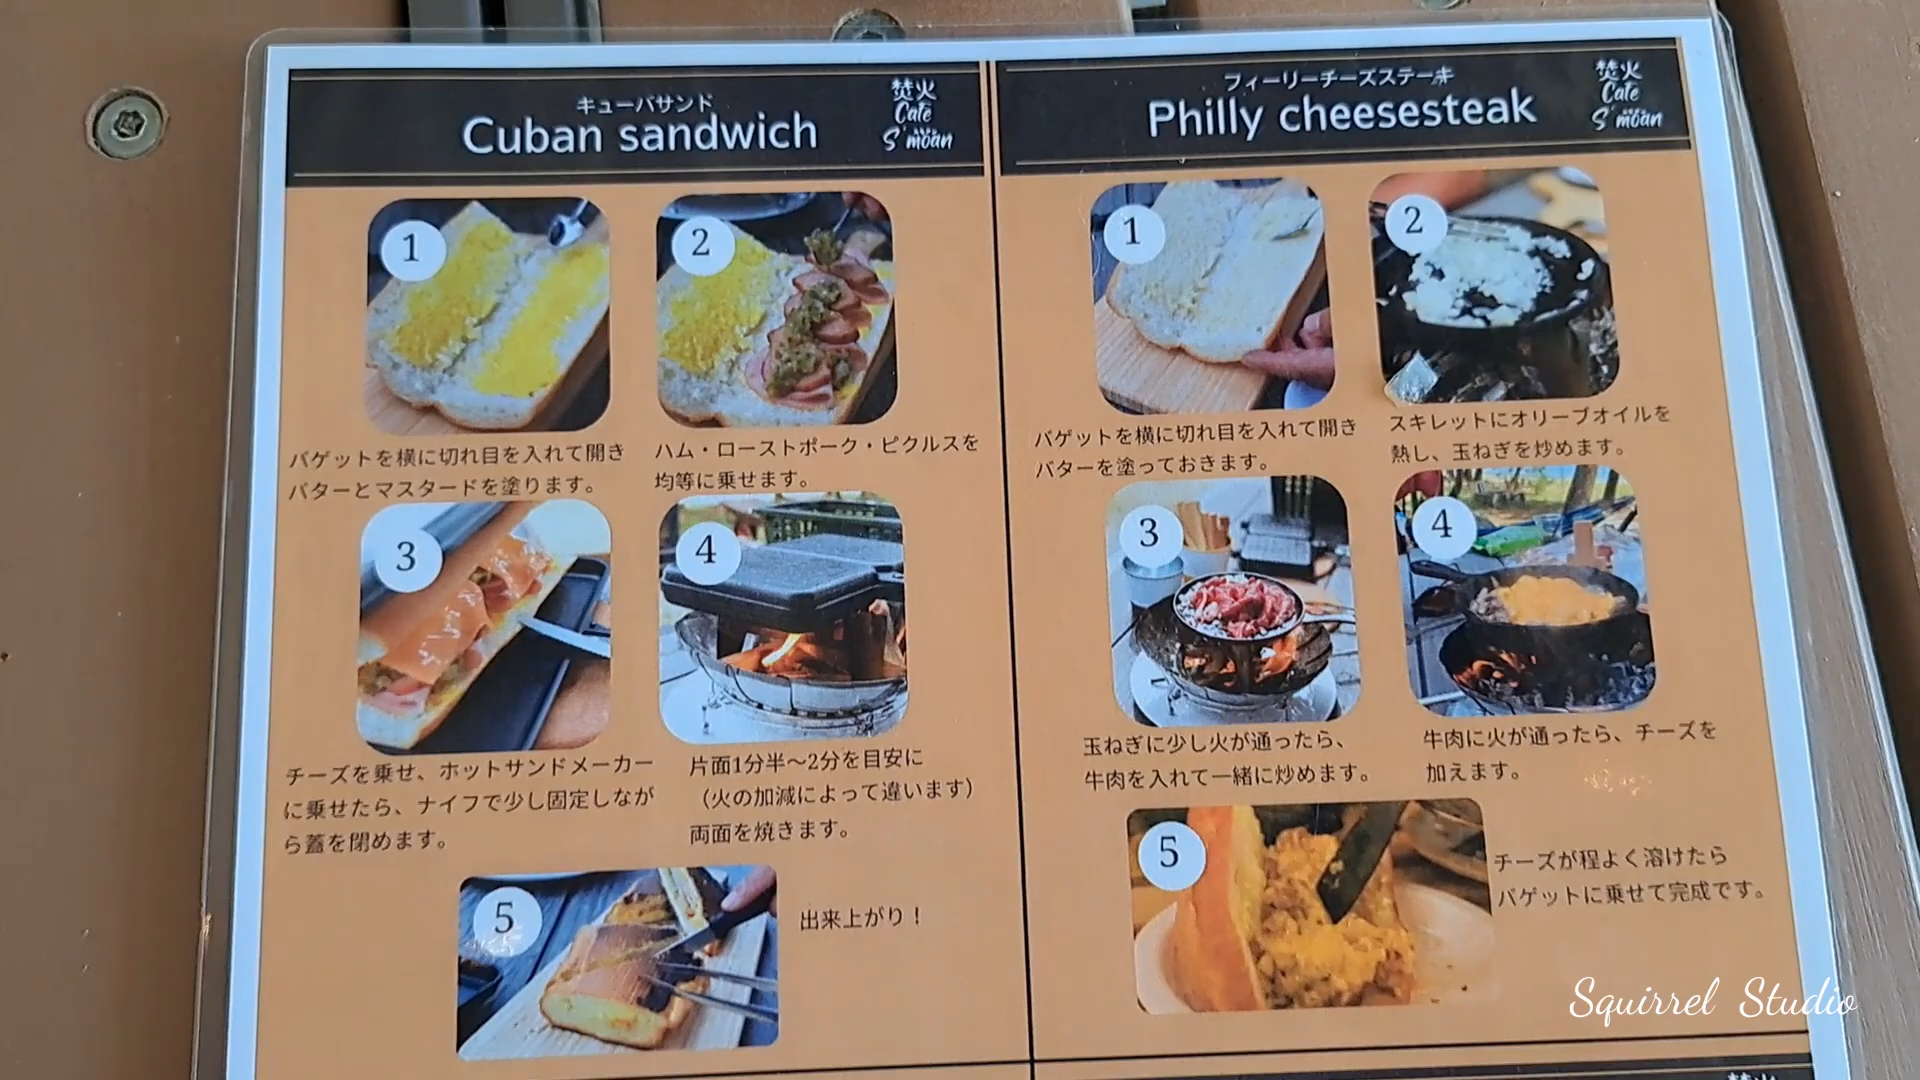 キューバサンド
Cuban sandwich
焚火
Cafe
S'moan
1
2
バゲットを横に切れ目を入れて開き
バターとマスタードを塗ります。
ハム・ローストポーク・ピクルスを
均等に乗せます。
3
4
チーズを乗せ、ホットサンドメーカー
に乗せたら、ナイフで少し固定しなが
ら蓋を閉めます。
片面1分半〜2分を目安に
（火の加減によって違います）
両面を焼きます。
5
出来上がり！
フィーリーチーズステーキ
Philly cheesesteak
焚火
Cafe
S'moan
1
2
バゲットを横に切れ目を入れて開き
バターを塗っておきます。
スキレットにオリーブオイルを
熱し、玉ねぎを炒めます。
3
4
玉ねぎに少し火が通ったら、
牛肉を入れて一緒に炒めます。
牛肉に火が通ったら、チーズを
加えます。
5
チーズが程よく溶けたら
バゲットに乗せて完成です。
Squirrel Studio